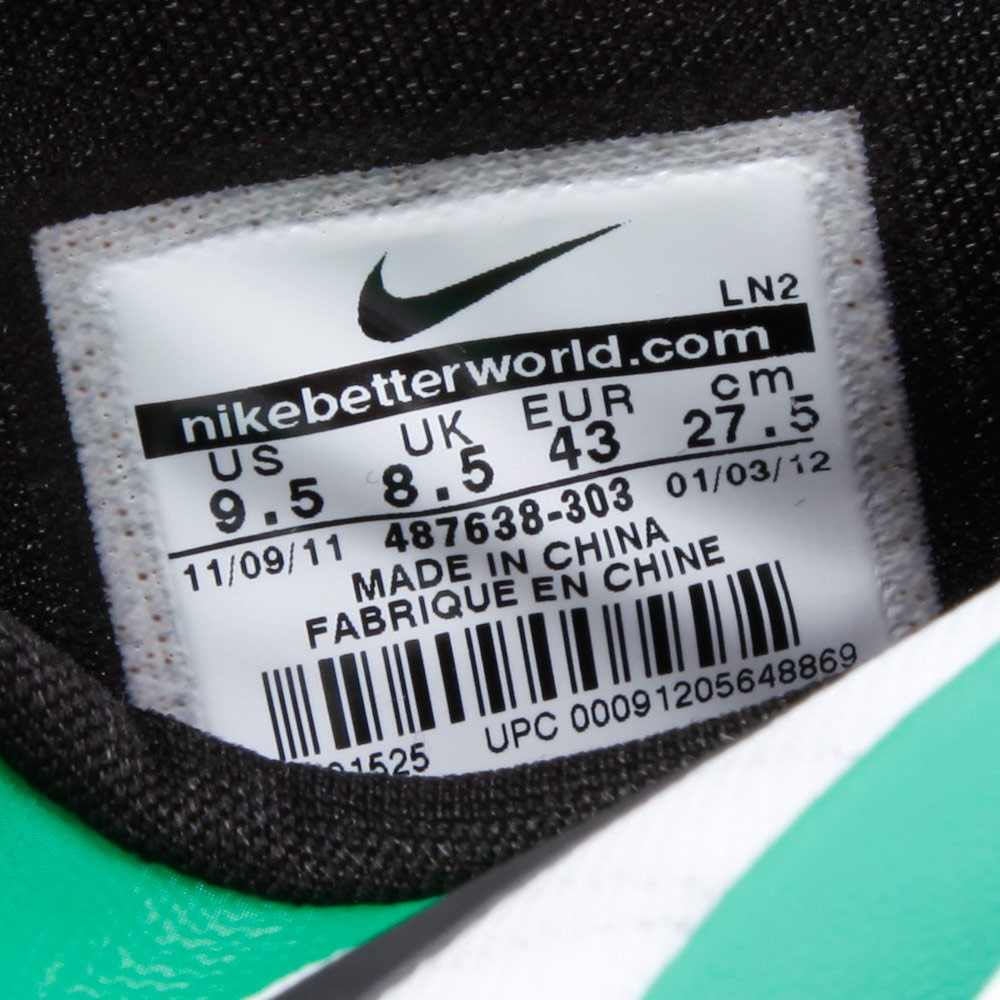 LN2
nikebetterworld.com
US UK EUR cm
9.5 8.5 43 27.5
11/09/11 487638-303 01/03/12
MADE IN CHINA
FABRIQUE EN CHINE
UPC 00091205648869